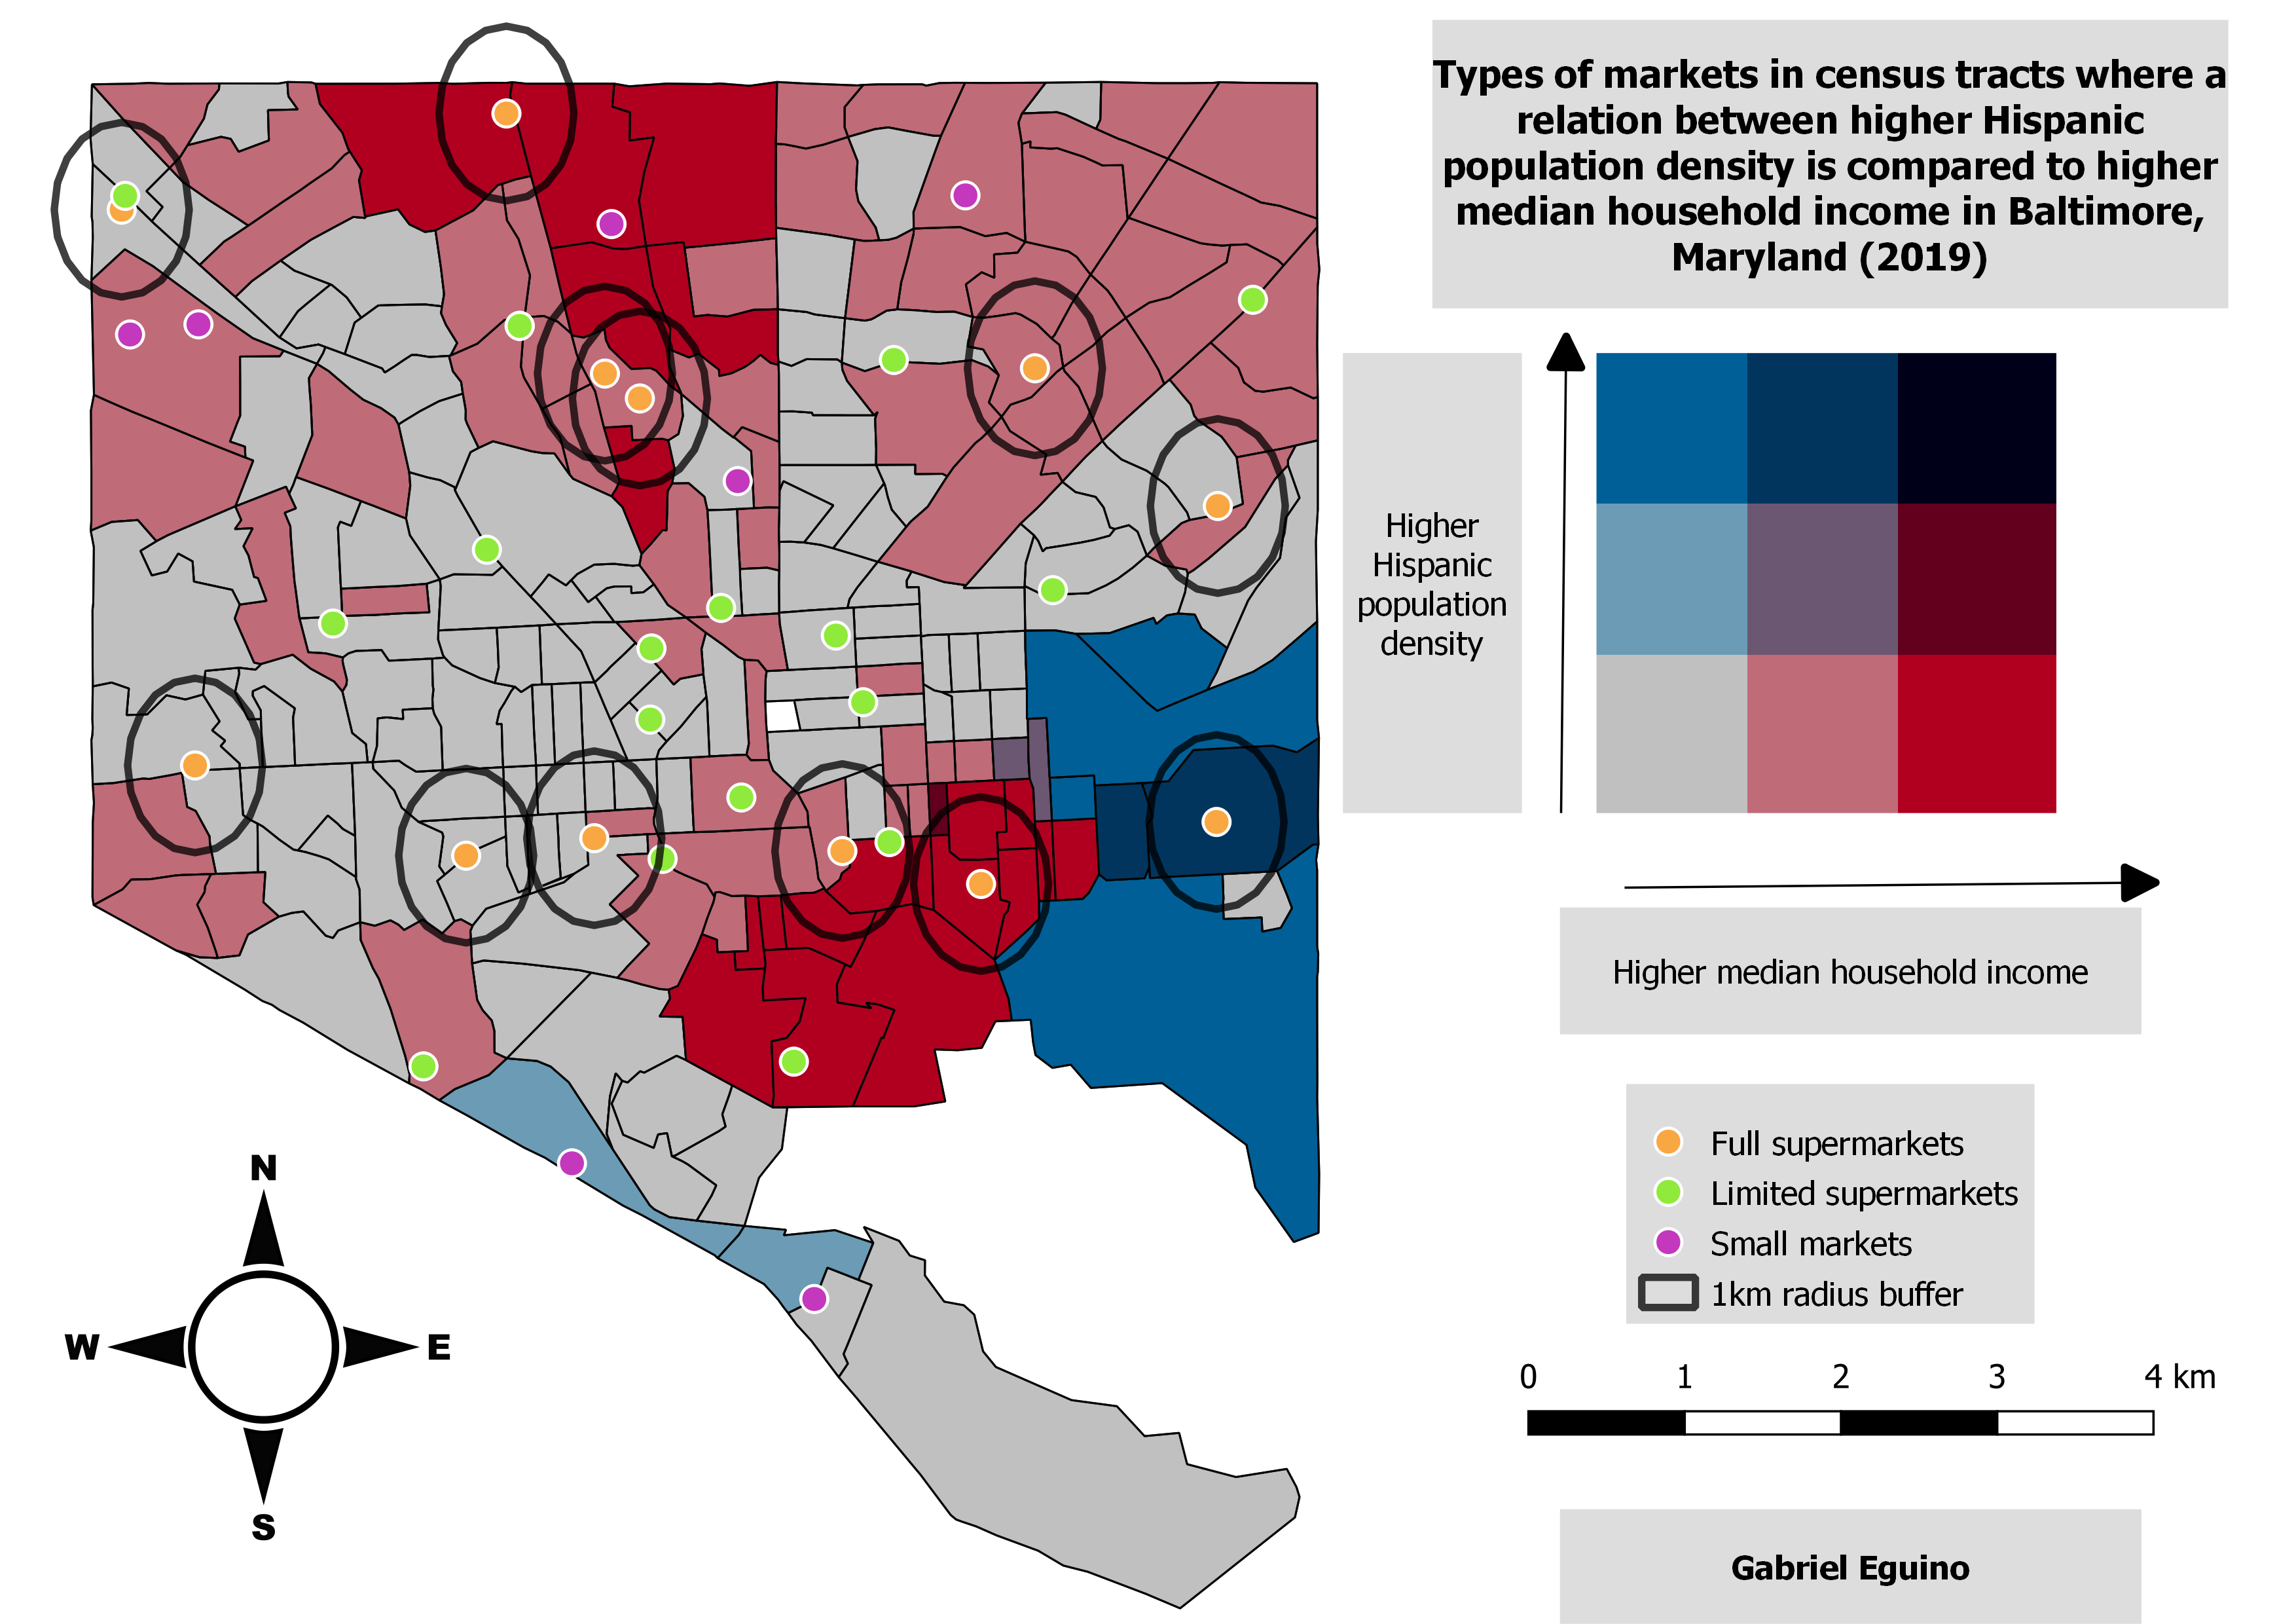 Types of markets in census tracts where a
relation between higher Hispanic
population density is compared to higher
median household income in Baltimore,
Maryland (2019)
Higher
Hispanic
population
density
Higher median household income
Full supermarkets
Limited supermarkets
Small markets
1km radius buffer
N
W E
S
0 1 2 3 4 km
Gabriel Eguino